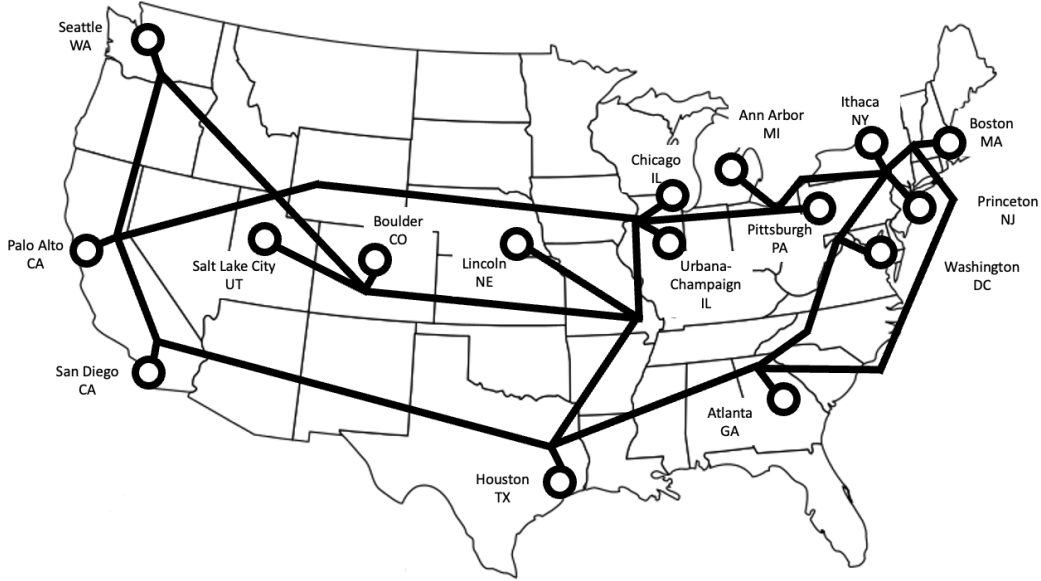 Seattle
WA
Ithaca
NY
Ann Arbor
MI
Boston
MA
Chicago
IL
Princeton
NJ
Boulder
CO
Pittsburgh
PA
Palo Alto
CA
Salt Lake City
UT
Lincoln
NE
Urbana-
Champaign
IL
Washington
DC
San Diego
CA
Atlanta
GA
Houston
TX